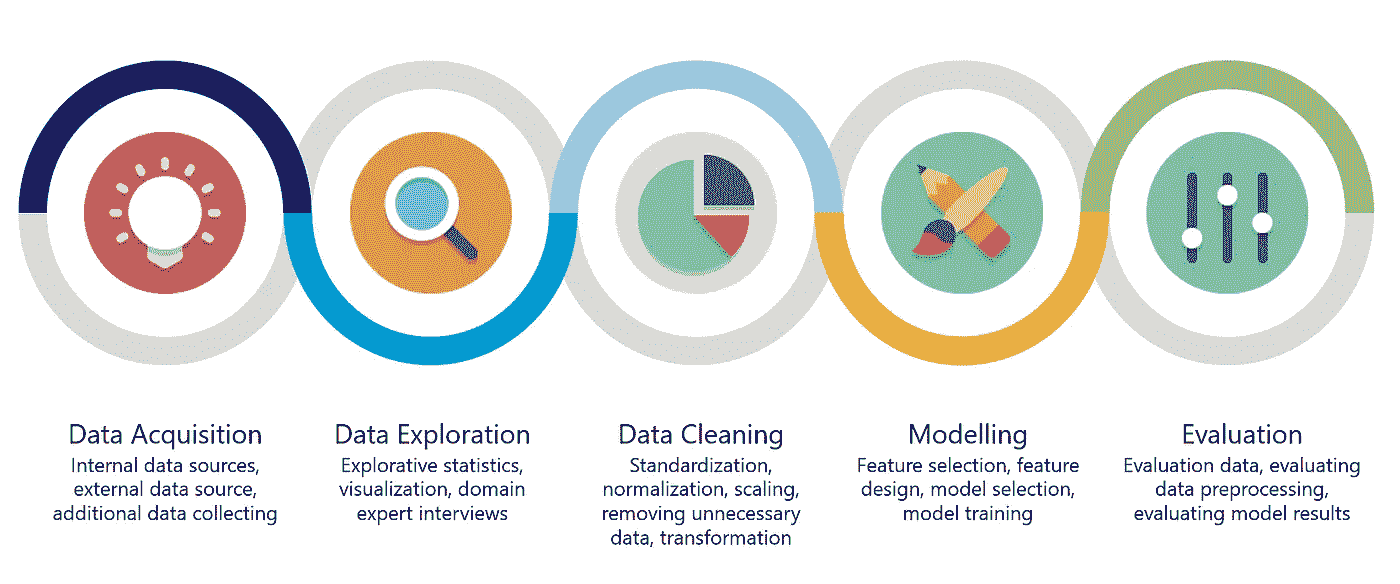 Data Acquisition
Internal data sources,
external data source,
additional data collecting
Data Exploration
Explorative statistics,
visualization, domain
expert interviews
Data Cleaning
Standardization,
normalization, scaling,
removing unnecessary
data, transformation
Modelling
Feature selection, feature
design, model selection,
model training
Evaluation
Evaluation data, evaluating
data preprocessing,
evaluating model results